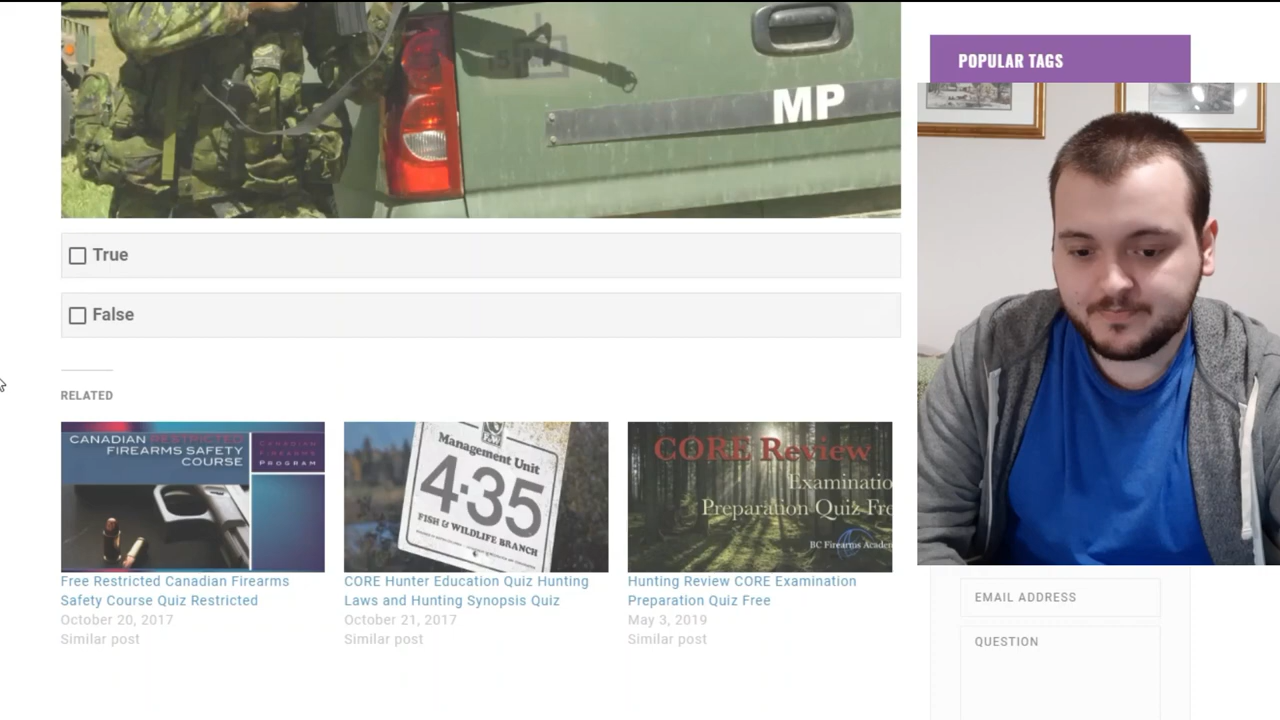 MP
POPULAR TAGS
True
False
RELATED
CANADIAN RESTRICTED
FIREARMS SAFETY
COURSE
CANADIAN
FIREARMS
PROGRAM
Management Unit
4-35
FISH & WILDLIFE BRANCH
CORE Review
Examinatio
Preparation Quiz Fre
BC Firearms Academ
Free Restricted Canadian Firearms
Safety Course Quiz Restricted
October 20, 2017
Similar post
CORE Hunter Education Quiz Hunting
Laws and Hunting Synopsis Quiz
October 21, 2017
Similar post
Hunting Review CORE Examination
Preparation Quiz Free
May 3, 2019
Similar post
EMAIL ADDRESS
QUESTION